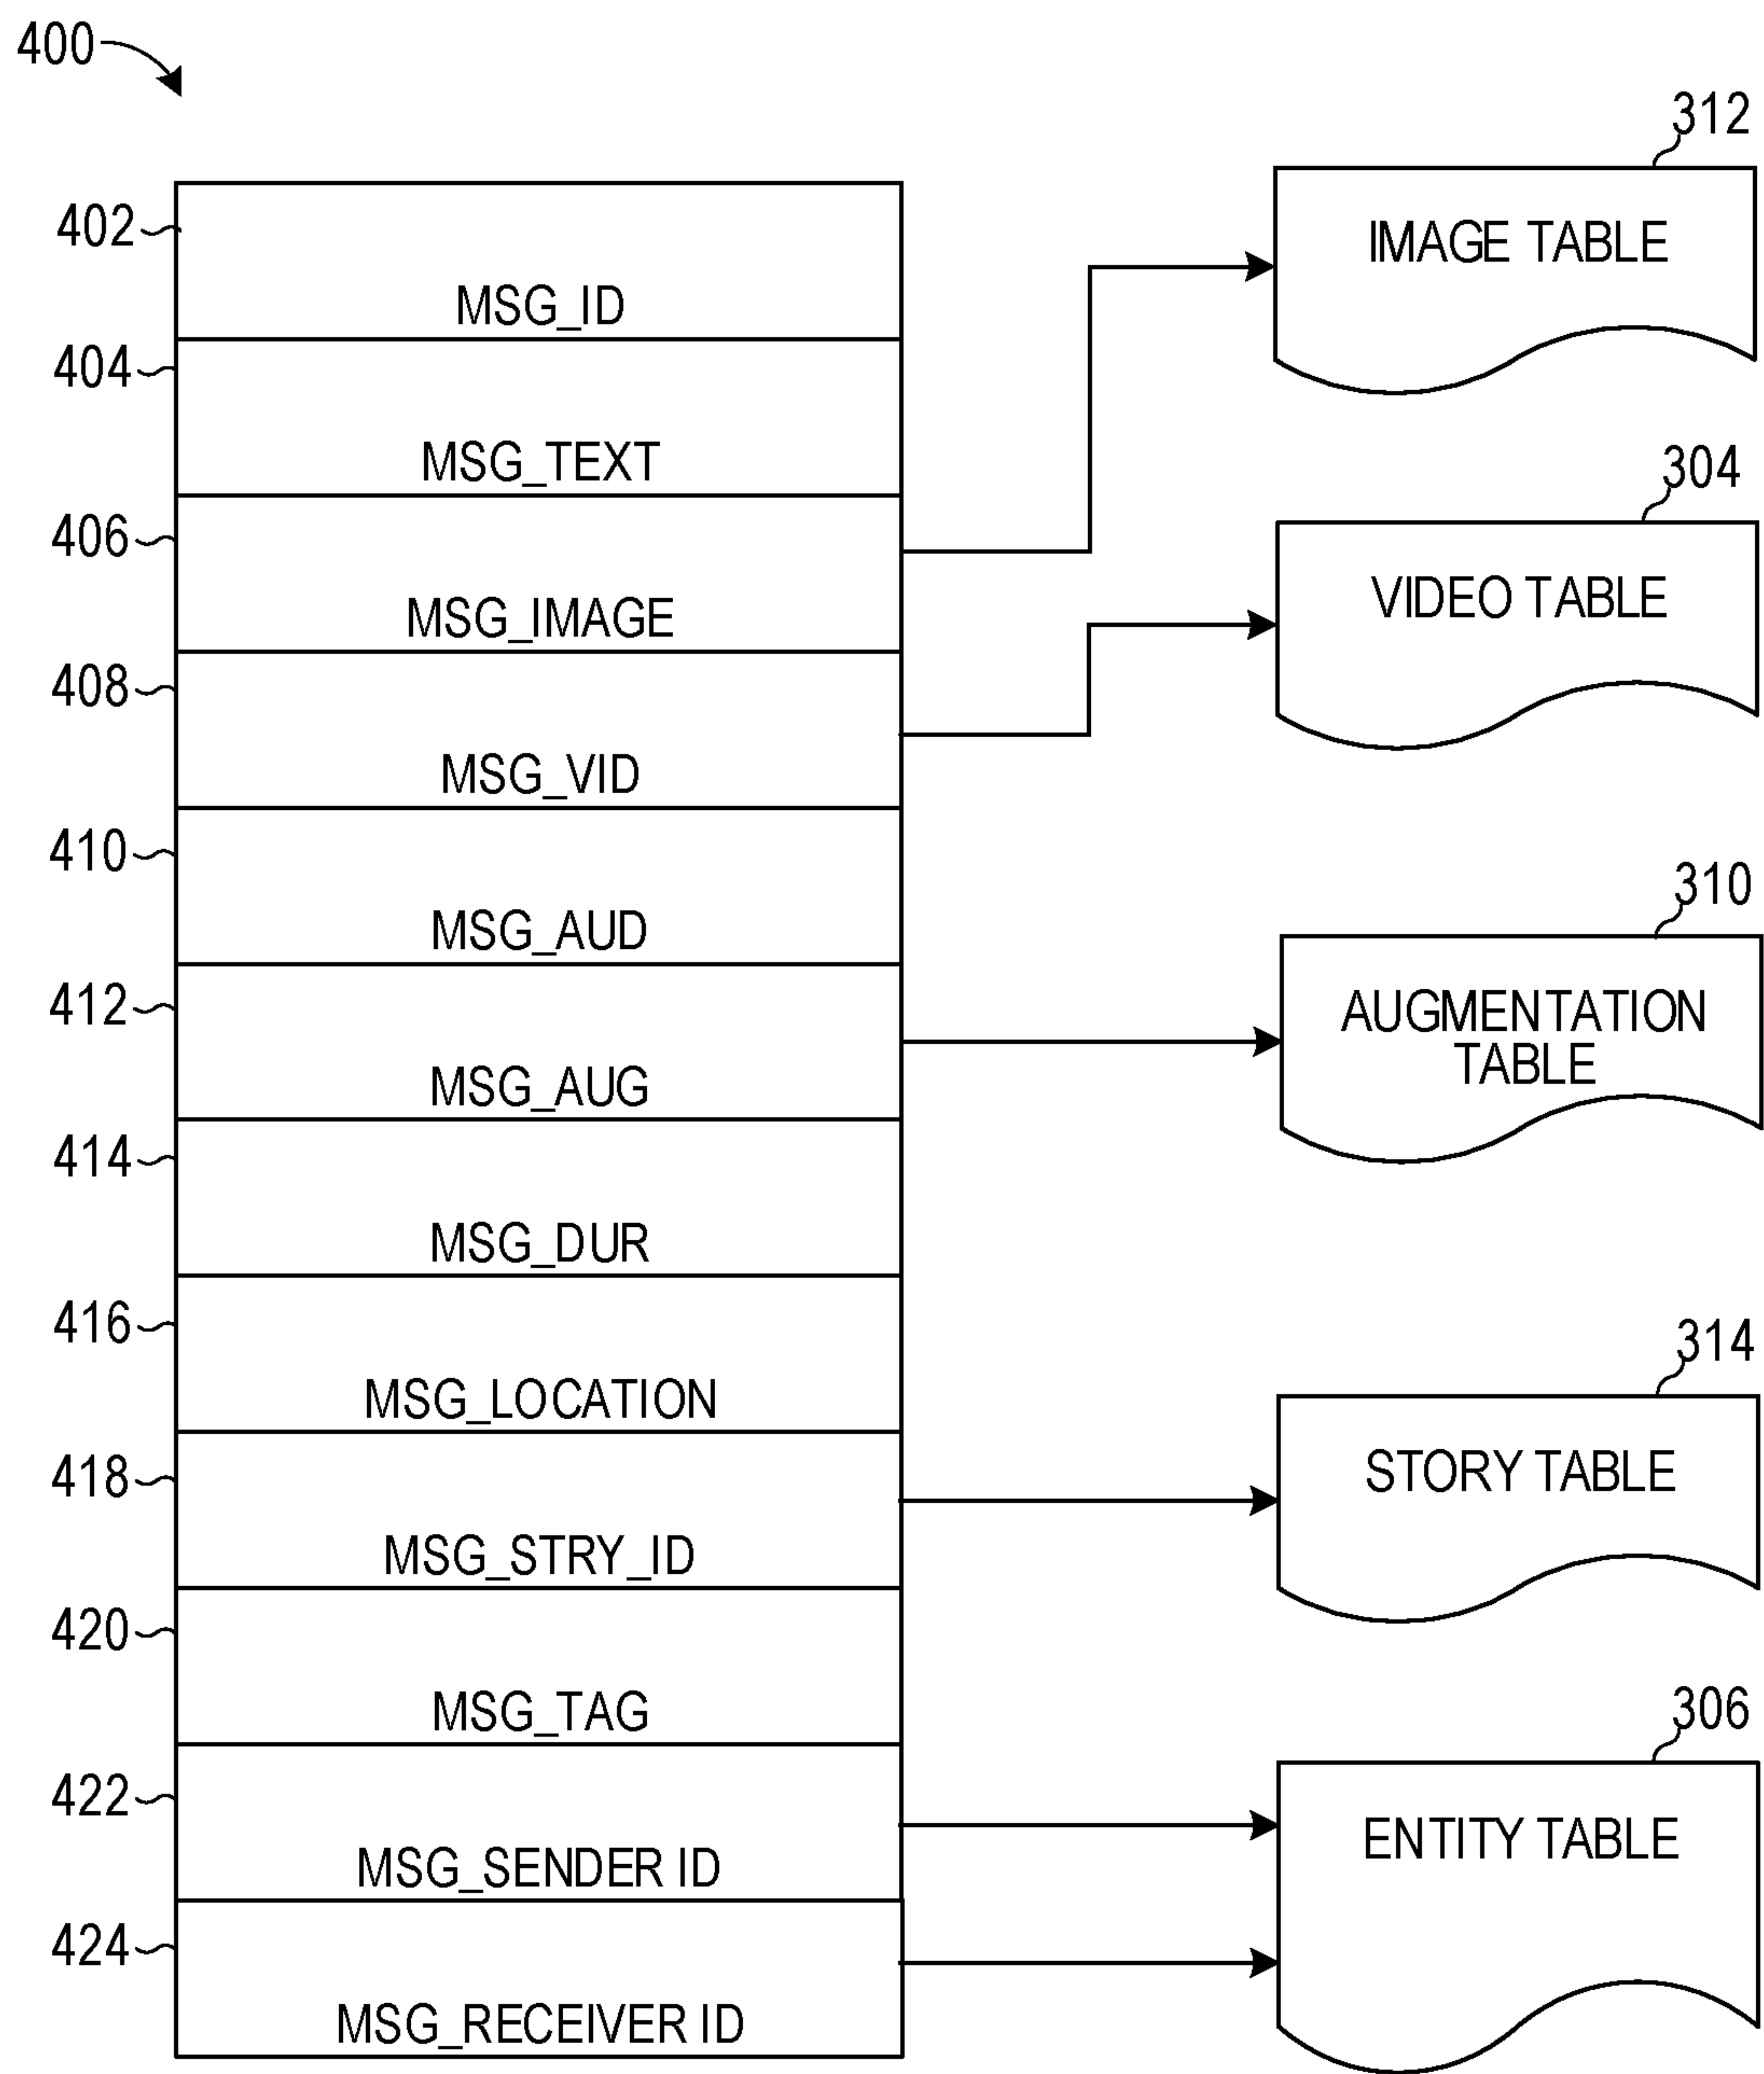 400
402
MSG_ID
404
MSG_TEXT
406
MSG_IMAGE
408
MSG_VID
410
MSG_AUD
412
MSG_AUG
414
MSG_DUR
416
MSG_LOCATION
418
MSG_STRY_ID
420
MSG_TAG
422
MSG_SENDER ID
424
MSG_RECEIVER ID
312
IMAGE TABLE
304
VIDEO TABLE
310
AUGMENTATION
TABLE
314
STORY TABLE
306
ENTITY TABLE